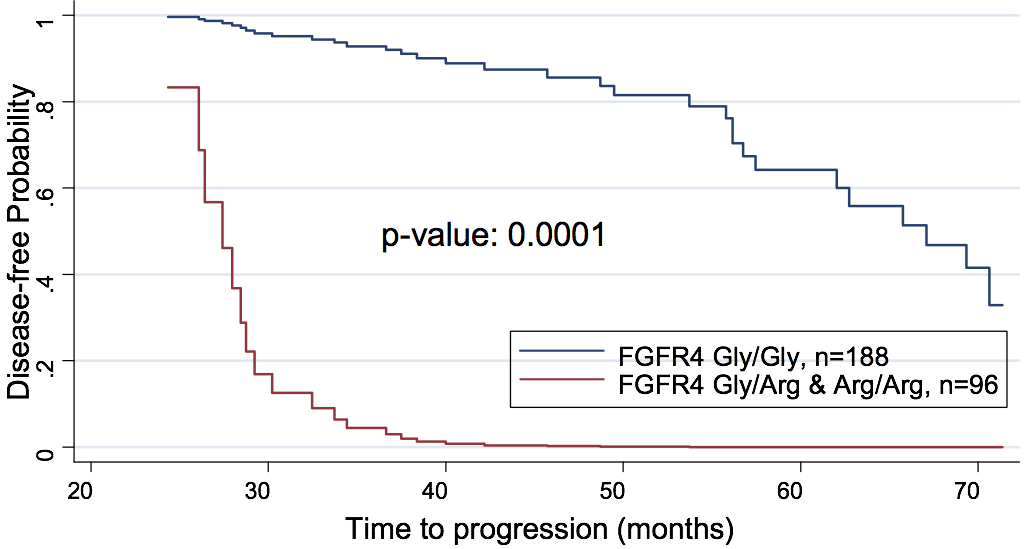 Disease-free Probability
1
.8
.6
.4
.2
0
p-value: 0.0001
FGFR4 Gly/Gly, n=188
FGFR4 Gly/Arg & Arg/Arg, n=96
20 30 40 50 60 70
Time to progression (months)